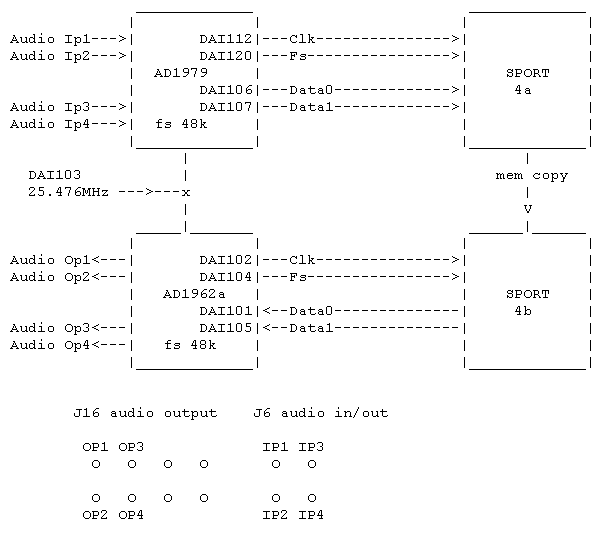 Audio Ip1--->| DAI112|---Clk---------------->|
Audio Ip2--->| DAI120|---Fs----------------->|
AD1979 SPORT
DAI106|---Data0-------------->| 4a
Audio Ip3--->| DAI107|---Data1-------------->|
Audio Ip4--->| fs 48k
DAI103 mem copy
25.476MHz --->---x
V
Audio Op1<---| DAI102|---Clk---------------->|
Audio Op2<---| DAI104|---Fs----------------->|
AD1962a SPORT
DAI101|<--Data0---------------| 4b
Audio Op3<---| DAI105|<--Data1---------------|
Audio Op4<---| fs 48k
J16 audio output J6 audio in/out
OP1 OP3 IP1 IP3
o o o o o o
o o o o o o
OP2 OP4 IP2 IP4